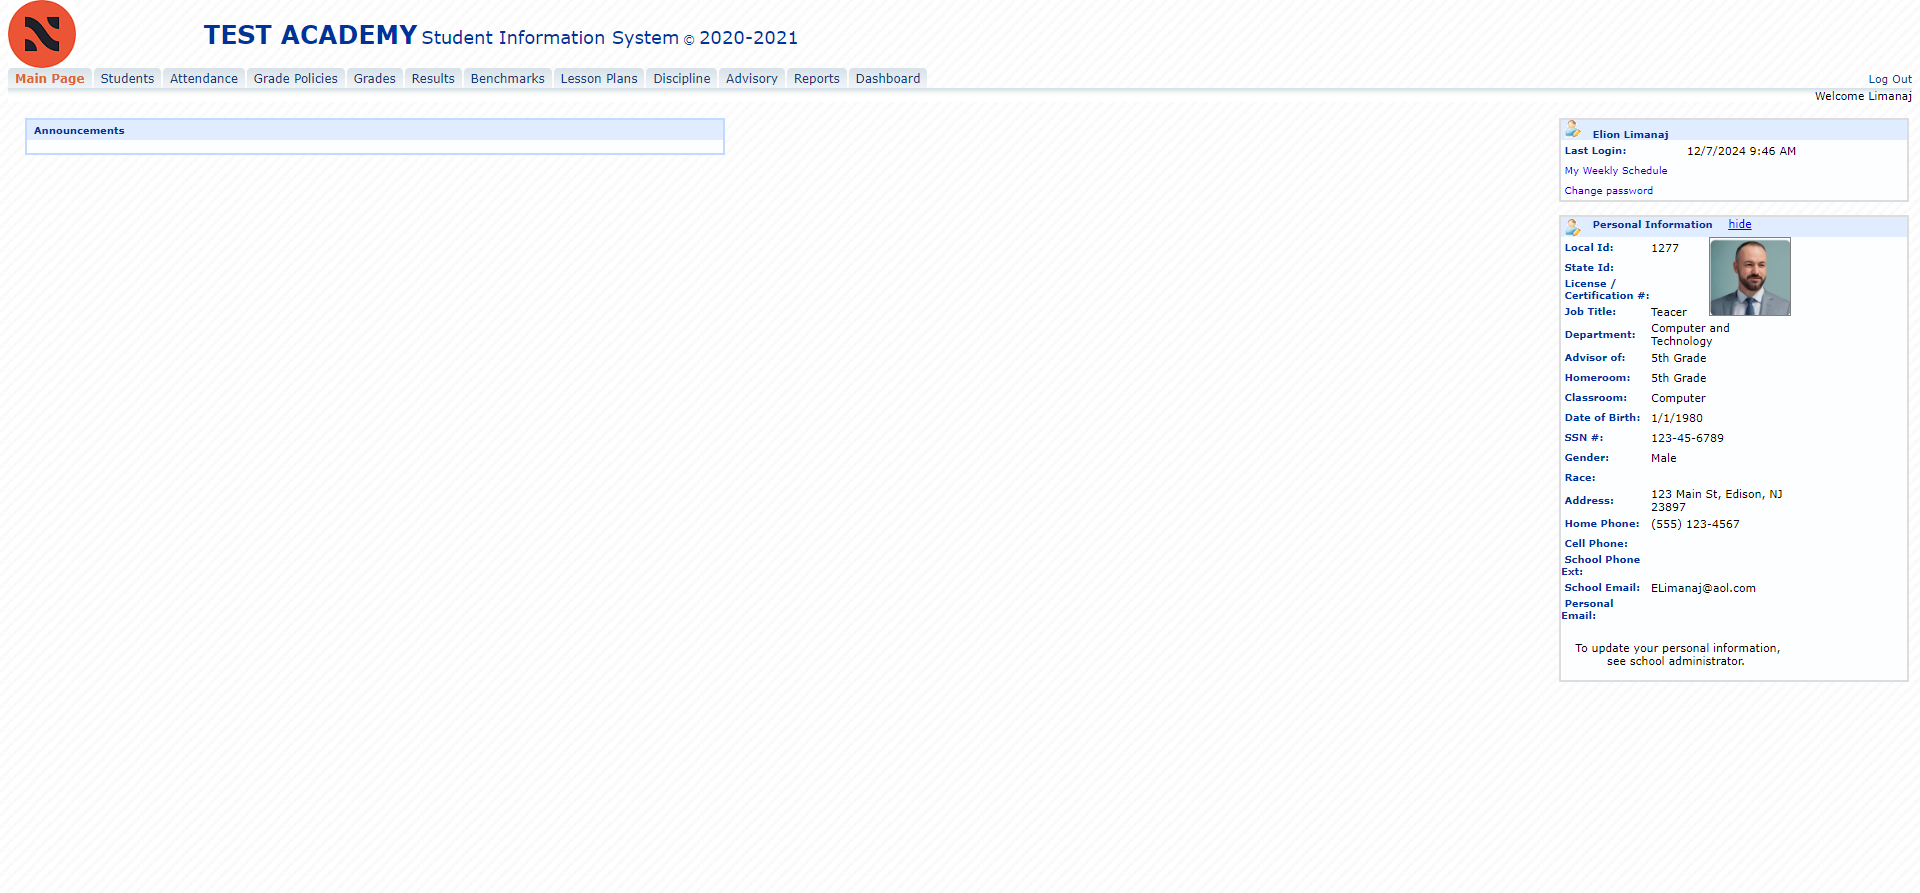 TEST ACADEMY Student Information System © 2020-2021
Main Page Students Attendance Grade Policies Grades Results Benchmarks Lesson Plans Discipline Advisory Reports Dashboard Log Out
Welcome Limanaj
Announcements
Elion Limanaj
Last Login: 12/7/2024 9:46 AM
My Weekly Schedule
Change password
Personal Information hide
Local Id: 1277
State Id:
License /
Certification #:
Job Title: Teacer
Department: Computer and
Technology
Advisor of: 5th Grade
Homeroom: 5th Grade
Classroom: Computer
Date of Birth: 1/1/1980
SSN #: 123-45-6789
Gender: Male
Race:
Address: 123 Main St, Edison, NJ
23897
Home Phone: (555) 123-4567
Cell Phone:
School Phone
Ext:
School Email: ELimanaj@aol.com
Personal
Email:
To update your personal information,
see school administrator.